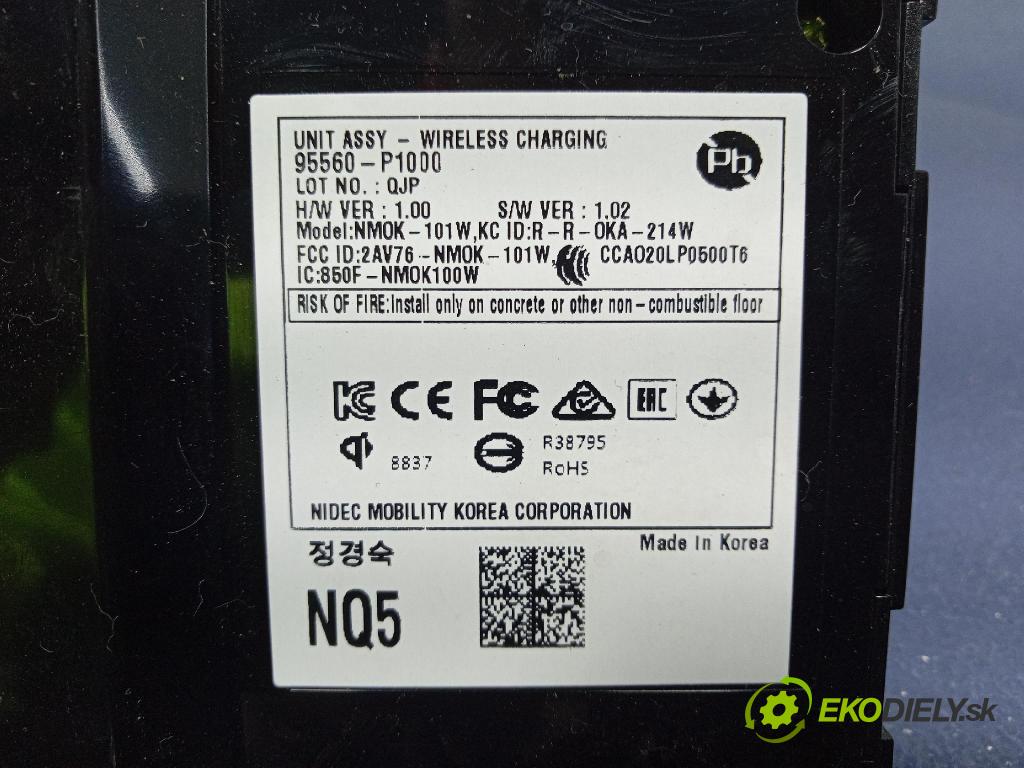 UNIT ASSY - WIRELESS CHARGING
95560-P1000
Pb
LOT NO. : QJP
H/W VER : 1.00 S/W VER : 1.02
Model:NMOK-101W,KC ID:R-R-OKA-214W
FCC ID:2AV76-NMOK-101W CCAO20LP0500T6
IC:850F-NMOK100W
RISK OF FIRE:Install only on concrete or other non-combustible floor
KC CE FC EAC
8837
R38795
RoHS
NIDEC MOBILITY KOREA CORPORATION
Made In Korea
정경숙
NQ5
EKODIELY.sk